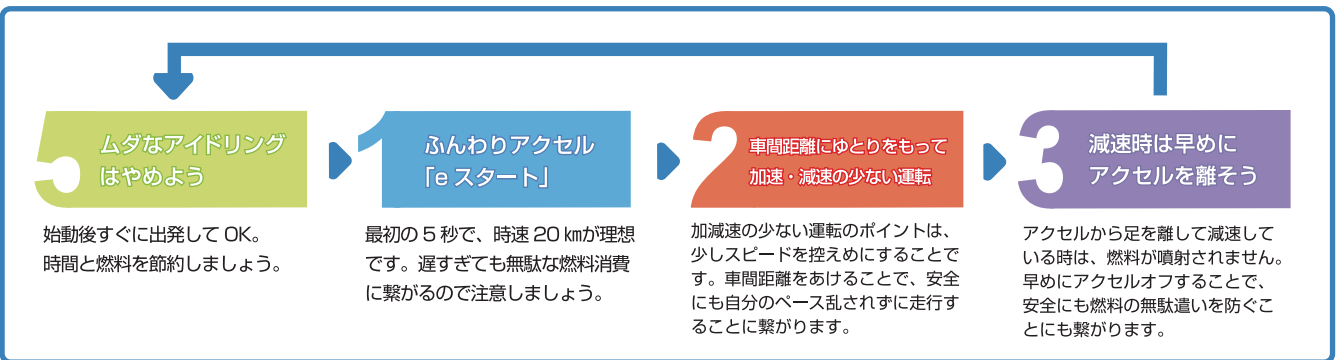 5
ムダなアイドリング
はやめよう
始動後すぐに出発して OK。
時間と燃料を節約しましょう。
1
ふんわりアクセル
「e スタート」
最初の 5 秒で、時速 20 ㎞が理想
です。遅すぎても無駄な燃料消費
に繋がるので注意しましょう。
2
車間距離にゆとりをもって
加速・減速の少ない運転
加減速の少ない運転のポイントは、
少しスピードを控えめにすることで
す。車間距離をあけることで、安全
にも自分のペース乱されずに走行す
ることに繋がります。
3
減速時は早めに
アクセルを離そう
アクセルから足を離して減速して
いる時は、燃料が噴射されません。
早めにアクセルオフすることで、
安全にも燃料の無駄遣いを防ぐこ
とにも繋がります。